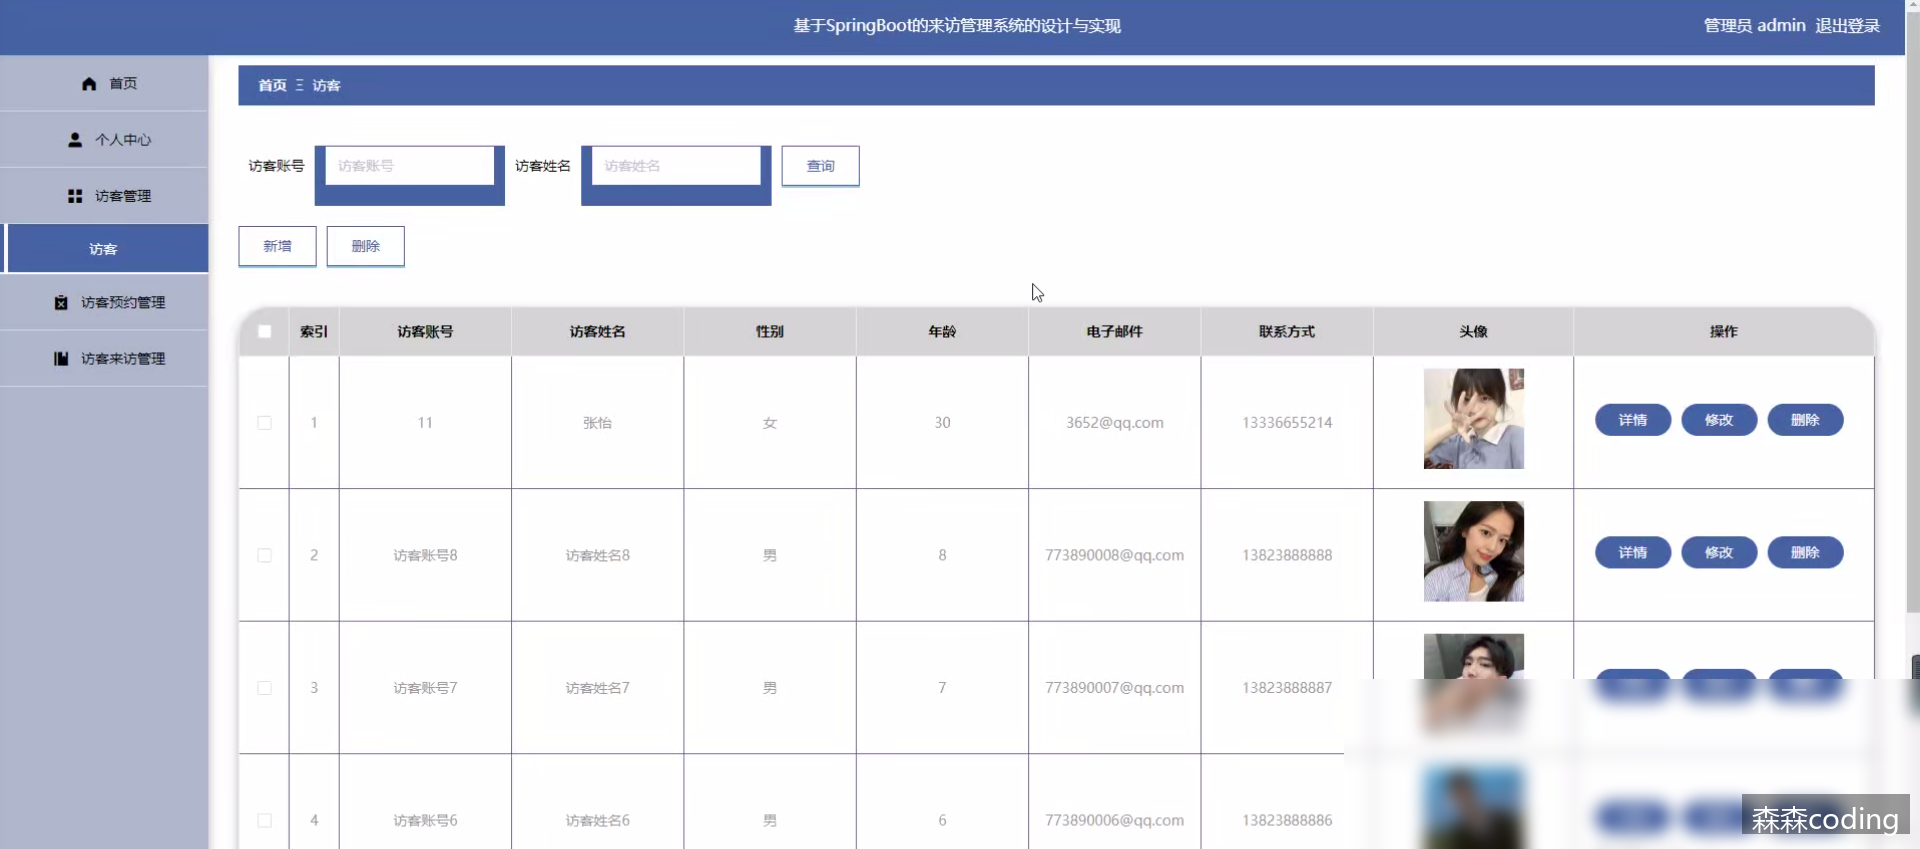 基于SpringBoot的来访管理系统的设计与实现
管理员 admin 退出登录
首页
个人中心
访客管理
访客
访客预约管理
访客来访管理
首页 Ξ 访客
访客账号 访客账号 访客姓名 访客姓名 查询
新增 删除
索引 访客账号 访客姓名 性别 年龄 电子邮件 联系方式 头像 操作
1 11 张怡 女 30 3652@qq.com 13336655214 详情 修改 删除
2 访客账号8 访客姓名8 男 8 773890008@qq.com 13823888888 详情 修改 删除
3 访客账号7 访客姓名7 男 7 773890007@qq.com 13823888887
4 访客账号6 访客姓名6 男 6 773890006@qq.com 13823888886
森森coding